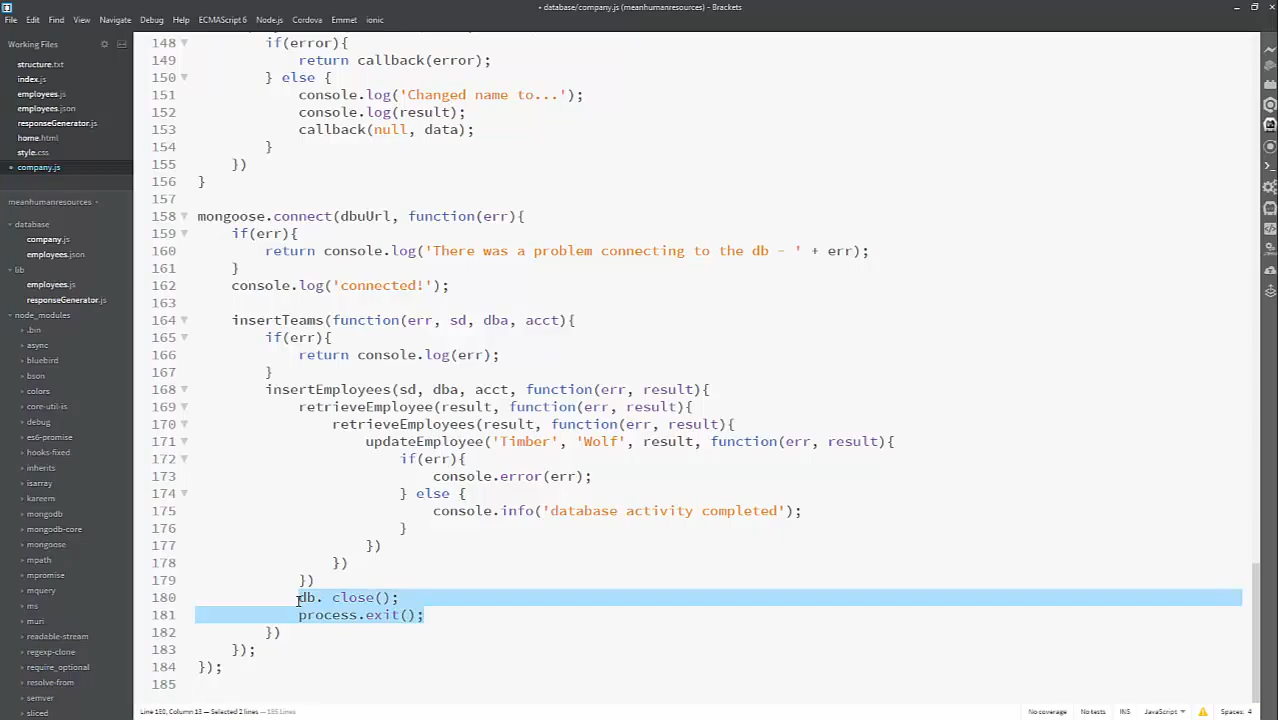 • database/company.js (meanhumanresources) - Brackets
File Edit Find View Navigate Debug Help ECMAScript 6 Node.js Cordova Emmet ionic
Working Files
structure.txt
index.js
employees.js
employees.json
responseGenerator.js
home.html
style.css
• company.js
meanhumanresources
database
company.js
employees.json
lib
employees.js
responseGenerator.js
node_modules
.bin
async
bluebird
bson
colors
core-util-is
debug
es6-promise
hooks-fixed
inherits
isarray
kareem
mongodb
mongodb-core
mongoose
mpath
mpromise
mquery
ms
muri
readable-stream
regexp-clone
require_optional
resolve-from
semver
sliced
148 if(error){
149 return callback(error);
150 } else {
151 console.log('Changed name to...');
152 console.log(result);
153 callback(null, data);
154 }
155 })
156 }
157
158 mongoose.connect(dbuUrl, function(err){
159 if(err){
160 return console.log('There was a problem connecting to the db - ' + err);
161 }
162 console.log('connected!');
163
164 insertTeams(function(err, sd, dba, acct){
165 if(err){
166 return console.log(err);
167 }
168 insertEmployees(sd, dba, acct, function(err, result){
169 retrieveEmployee(result, function(err, result){
170 retrieveEmployees(result, function(err, result){
171 updateEmployee('Timber', 'Wolf', result, function(err, result){
172 if(err){
173 console.error(err);
174 } else {
175 console.info('database activity completed');
176 }
177 })
178 })
179 })
180 db. close();
181 process.exit();
182 })
183 });
184 });
185
Line 180, Column 13 — Selected 2 lines — 185 Lines
No coverage No tests INS JavaScript Spaces: 4